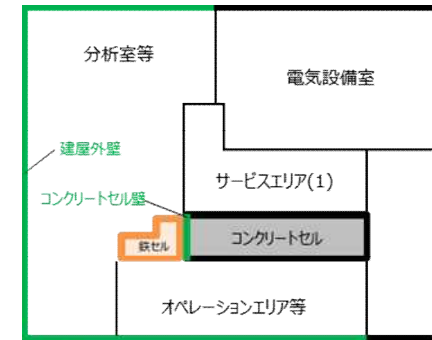 分析室等
電気設備室
建屋外壁
サービスエリア(1)
コンクリートセル壁
鉄セル
コンクリートセル
オペレーションエリア等